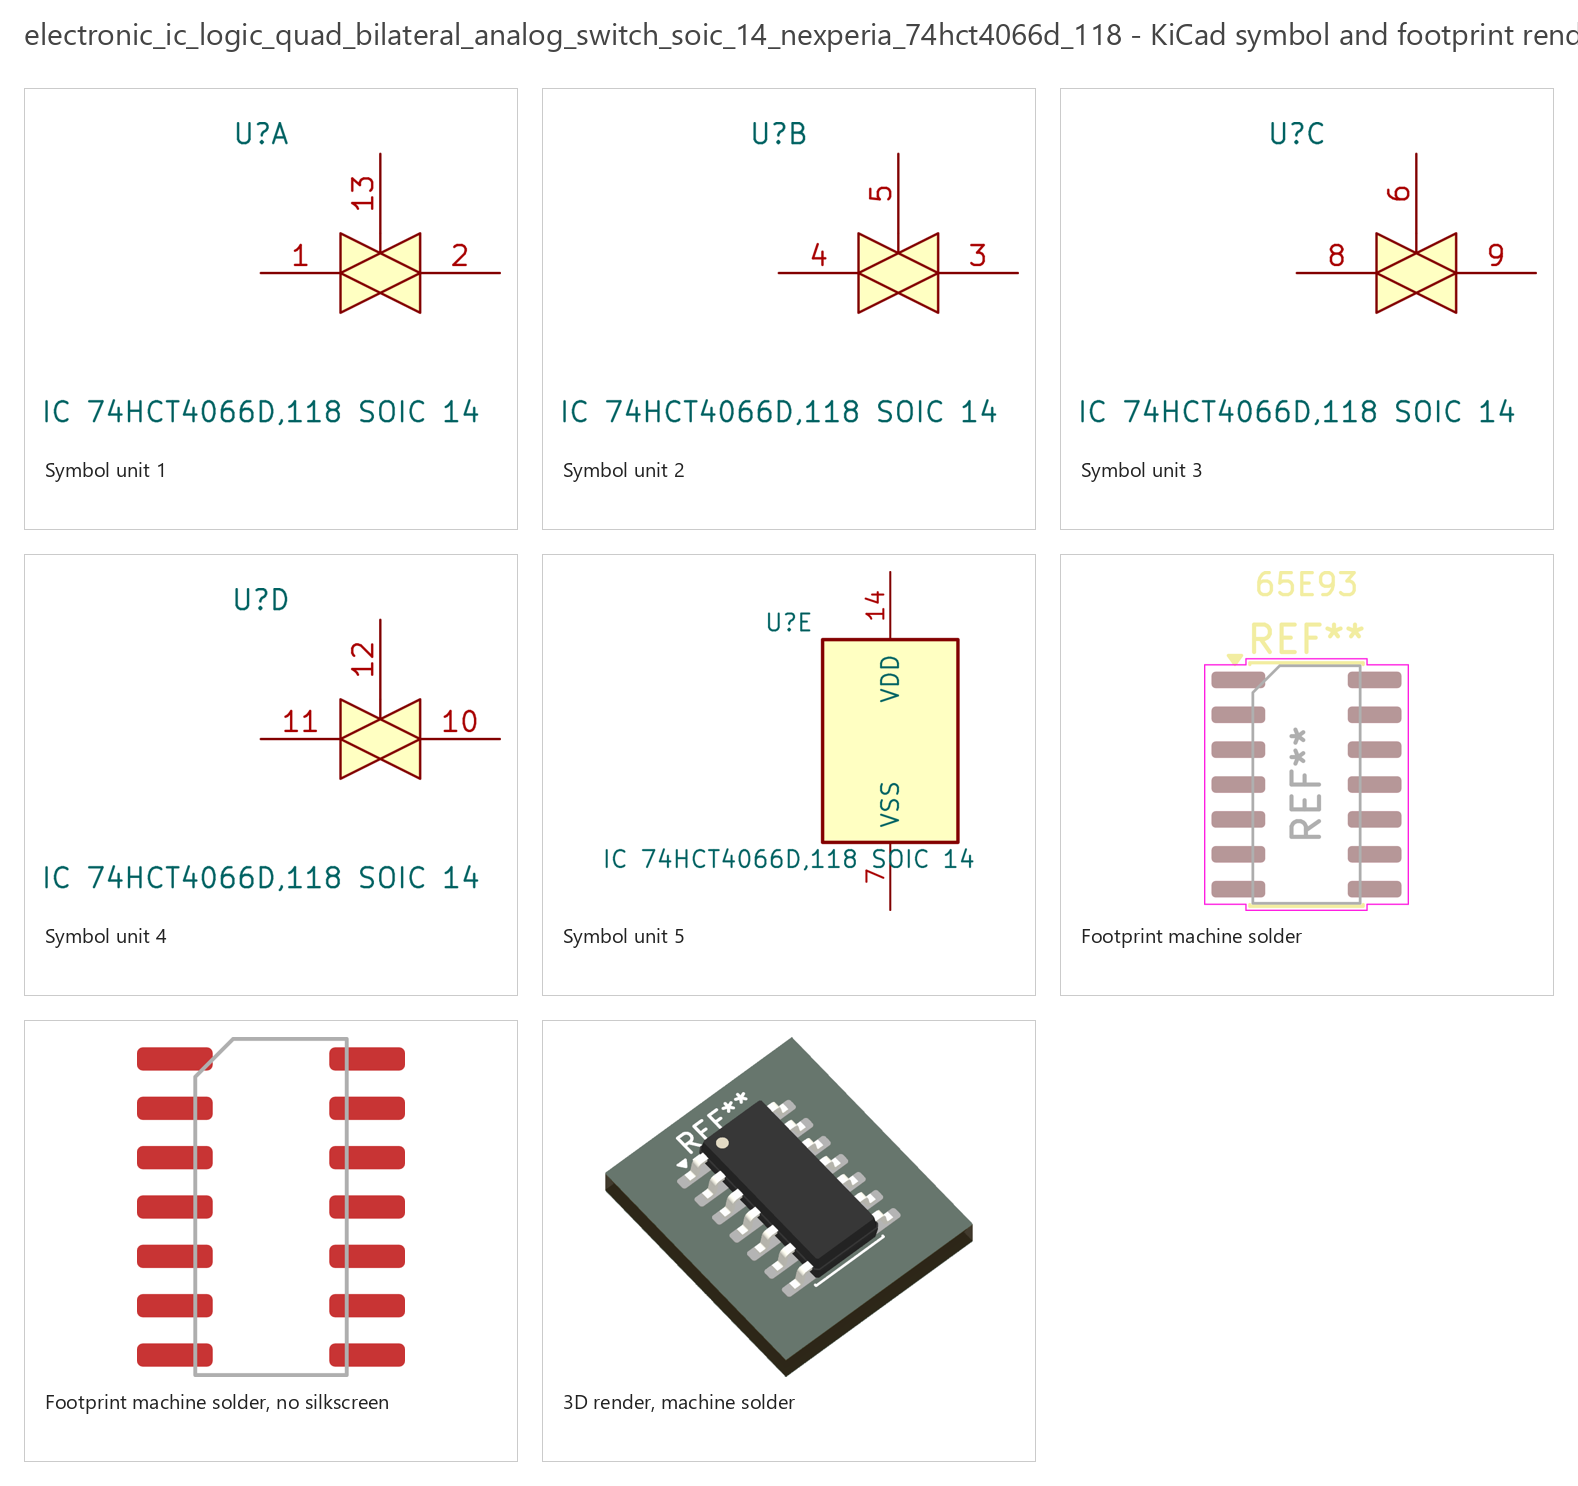 electronic_ic_logic_quad_bilateral_analog_switch_soic_14_nexperia_74hct4066d_118 - KiCad symbol and footprint rend
U?A
13
1
2
IC 74HCT4066D,118 SOIC 14
Symbol unit 1
U?B
5
4
3
IC 74HCT4066D,118 SOIC 14
Symbol unit 2
U?C
6
8
9
IC 74HCT4066D,118 SOIC 14
Symbol unit 3
U?D
12
11
10
IC 74HCT4066D,118 SOIC 14
Symbol unit 4
14
U?E
VDD
VSS
IC 74HCT4066D,118 SOIC 14
7
Symbol unit 5
65E93
REF**
REF**
Footprint machine solder
Footprint machine solder, no silkscreen
REF**
3D render, machine solder